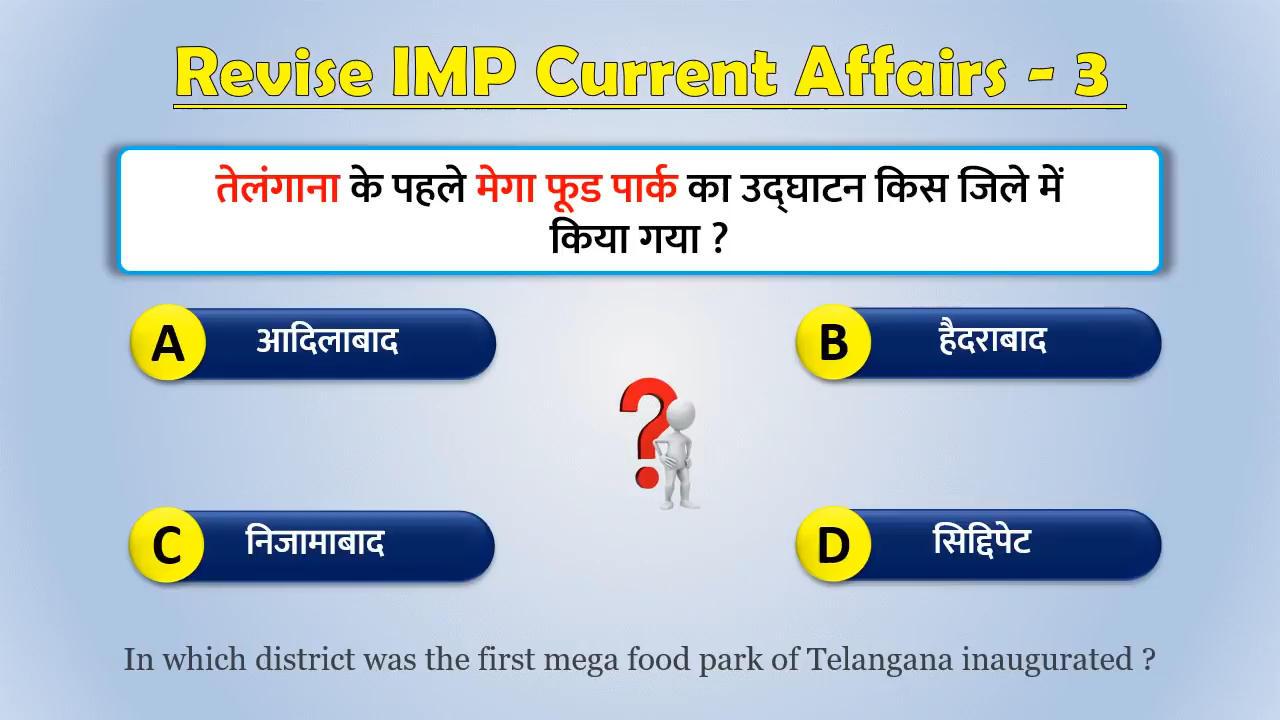 Revise IMP Current Affairs - 3
तेलंगाना के पहले मेगा फूड पार्क का उद्घाटन किस जिले में
किया गया ?
A आदिलाबाद
B हैदराबाद
C निजामाबाद
D सिद्दिपेट
In which district was the first mega food park of Telangana inaugurated ?